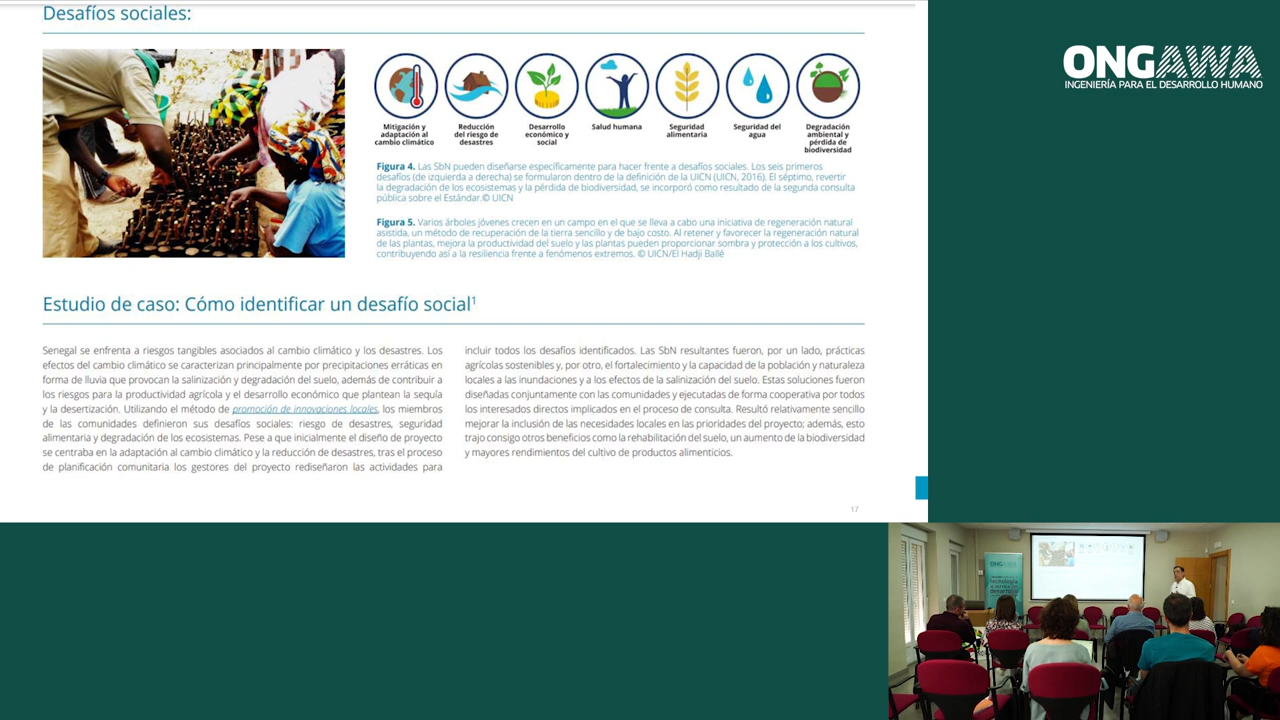 Desafíos sociales:
ONGAWA
INGENIERÍA PARA EL DESARROLLO HUMANO
Mitigación y
adaptación al
cambio climático
Reducción
del riesgo de
desastres
Desarrollo
económico y
social
Salud humana
Seguridad
alimentaria
Seguridad del
agua
Degradación
ambiental y
pérdida de
biodiversidad
Figura 4. Las SbN pueden diseñarse específicamente para hacer frente a desafíos sociales. Los seis primeros
desafíos (de izquierda a derecha) se formularon dentro de la definición de la UICN (UICN, 2016). El séptimo, revertir
la degradación de los ecosistemas y la pérdida de biodiversidad, se incorporó como resultado de la segunda consulta
pública sobre el Estándar.© UICN
Figura 5. Varios árboles jóvenes crecen en un campo en el que se lleva a cabo una iniciativa de regeneración natural
asistida, un método de recuperación de la tierra sencillo y de bajo costo. Al retener y favorecer la regeneración natural
de las plantas, mejora la productividad del suelo y las plantas pueden proporcionar sombra y protección a los cultivos,
contribuyendo así a la resiliencia frente a fenómenos extremos. © UICN/El Hadji Ballé
Estudio de caso: Cómo identificar un desafío social¹
Senegal se enfrenta a riesgos tangibles asociados al cambio climático y los desastres. Los
efectos del cambio climático se caracterizan principalmente por precipitaciones erráticas en
forma de lluvia que provocan la salinización y degradación del suelo, además de contribuir a
los riesgos para la productividad agrícola y el desarrollo económico que plantean la sequía
y la desertización. Utilizando el método de promoción de innovaciones locales, los miembros
de las comunidades definieron sus desafíos sociales: riesgo de desastres, seguridad
alimentaria y degradación de los ecosistemas. Pese a que inicialmente el diseño de proyecto
se centraba en la adaptación al cambio climático y la reducción de desastres, tras el proceso
de planificación comunitaria los gestores del proyecto rediseñaron las actividades para
incluir todos los desafíos identificados. Las SbN resultantes fueron, por un lado, prácticas
agrícolas sostenibles y, por otro, el fortalecimiento y la capacidad de la población y naturaleza
locales a las inundaciones y a los efectos de la salinización del suelo. Estas soluciones fueron
diseñadas conjuntamente con las comunidades y ejecutadas de forma cooperativa por todos
los interesados directos implicados en el proceso de consulta. Resultó relativamente sencillo
mejorar la inclusión de las necesidades locales en las prioridades del proyecto; además, esto
trajo consigo otros beneficios como la rehabilitación del suelo, un aumento de la biodiversidad
y mayores rendimientos del cultivo de productos alimenticios.
17
ONGAWA
tecnología
desarrollo